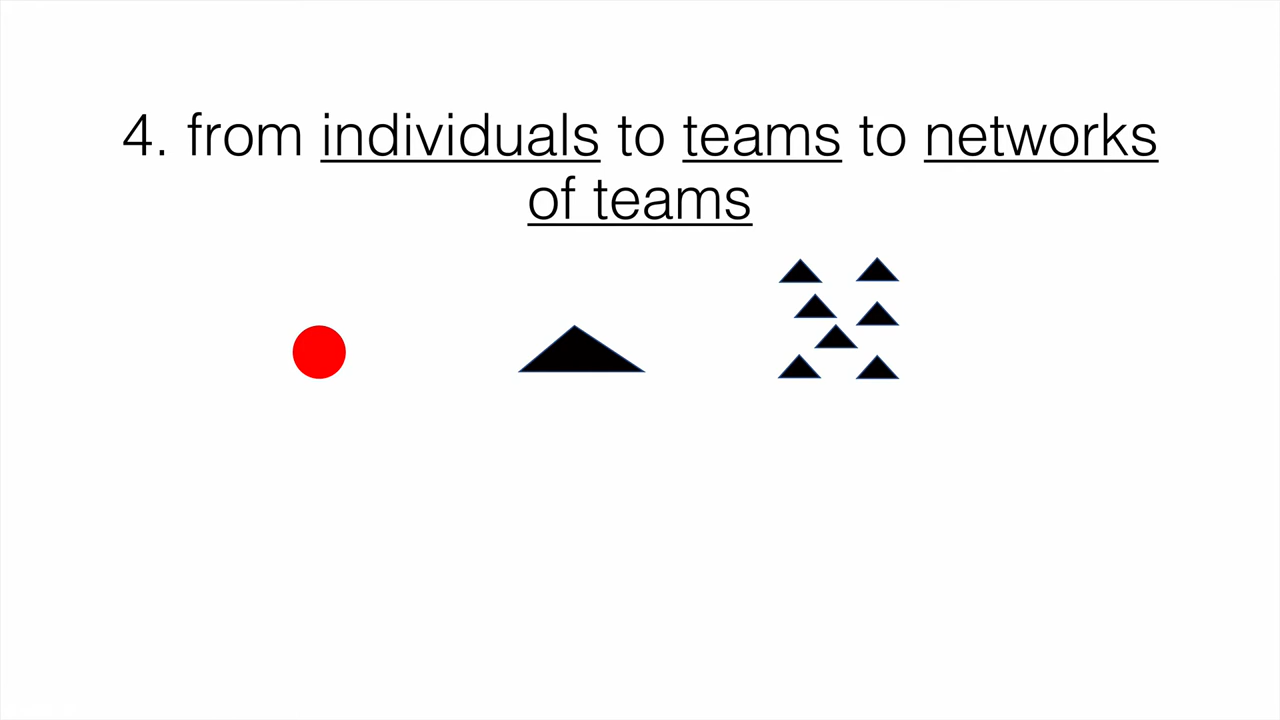 4. from individuals to teams to networks
of teams